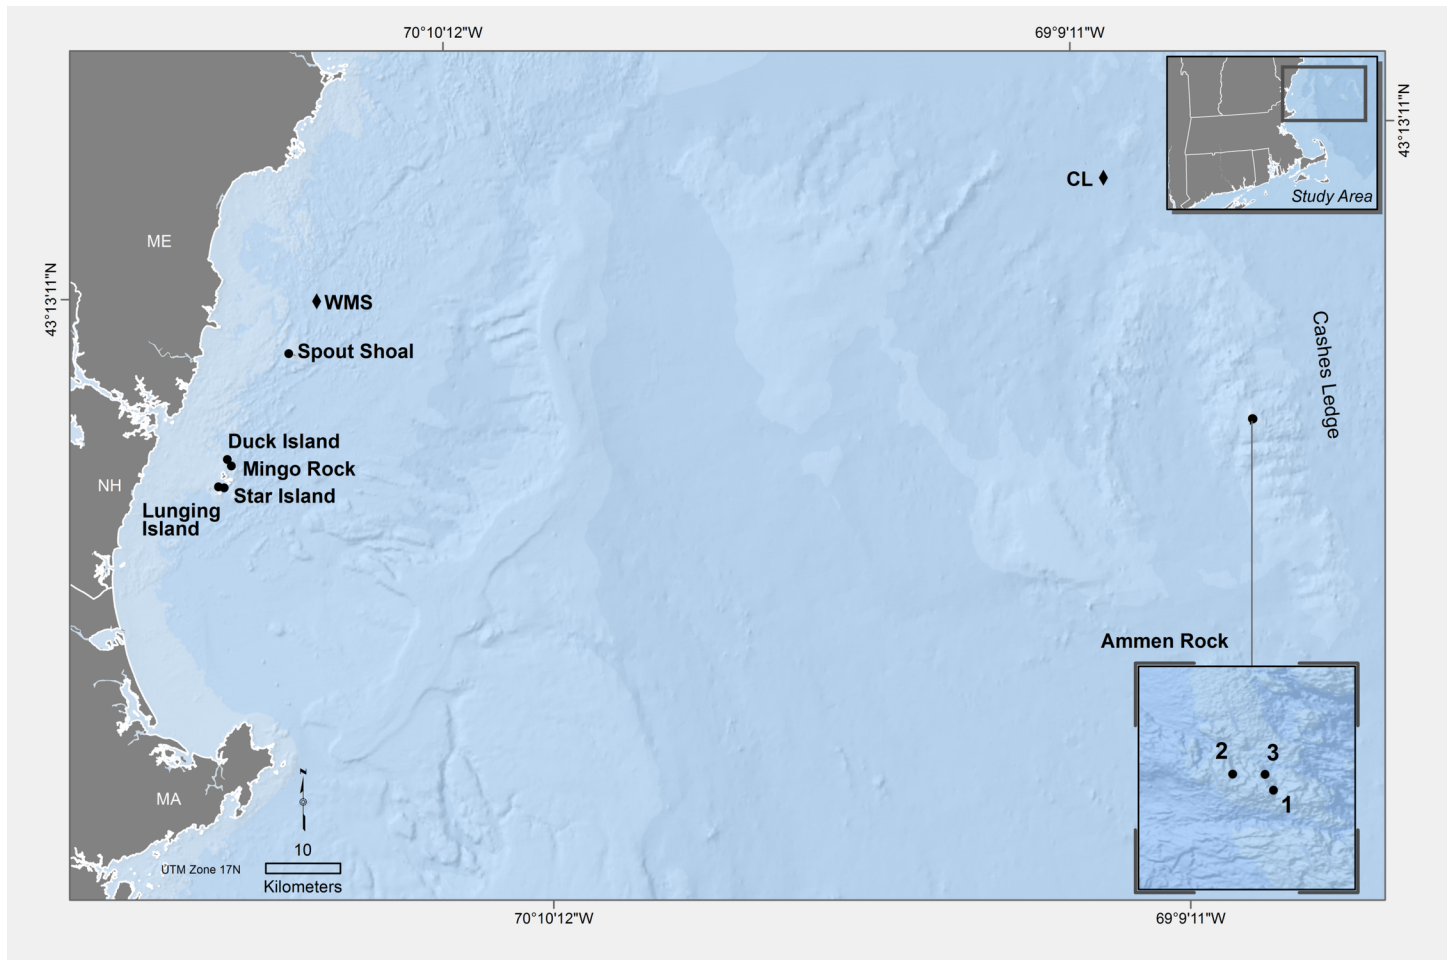 70°10'12"W
69°9'11"W
43°13'11"N
Study Area
CL
ME
43°13'11"N
WMS
Spout Shoal
Cashes Ledge
Duck Island
Mingo Rock
NH
Star Island
Lunging
Island
Ammen Rock
2
3
1
MA
N
10
Kilometers
UTM Zone 17N
70°10'12"W
69°9'11"W